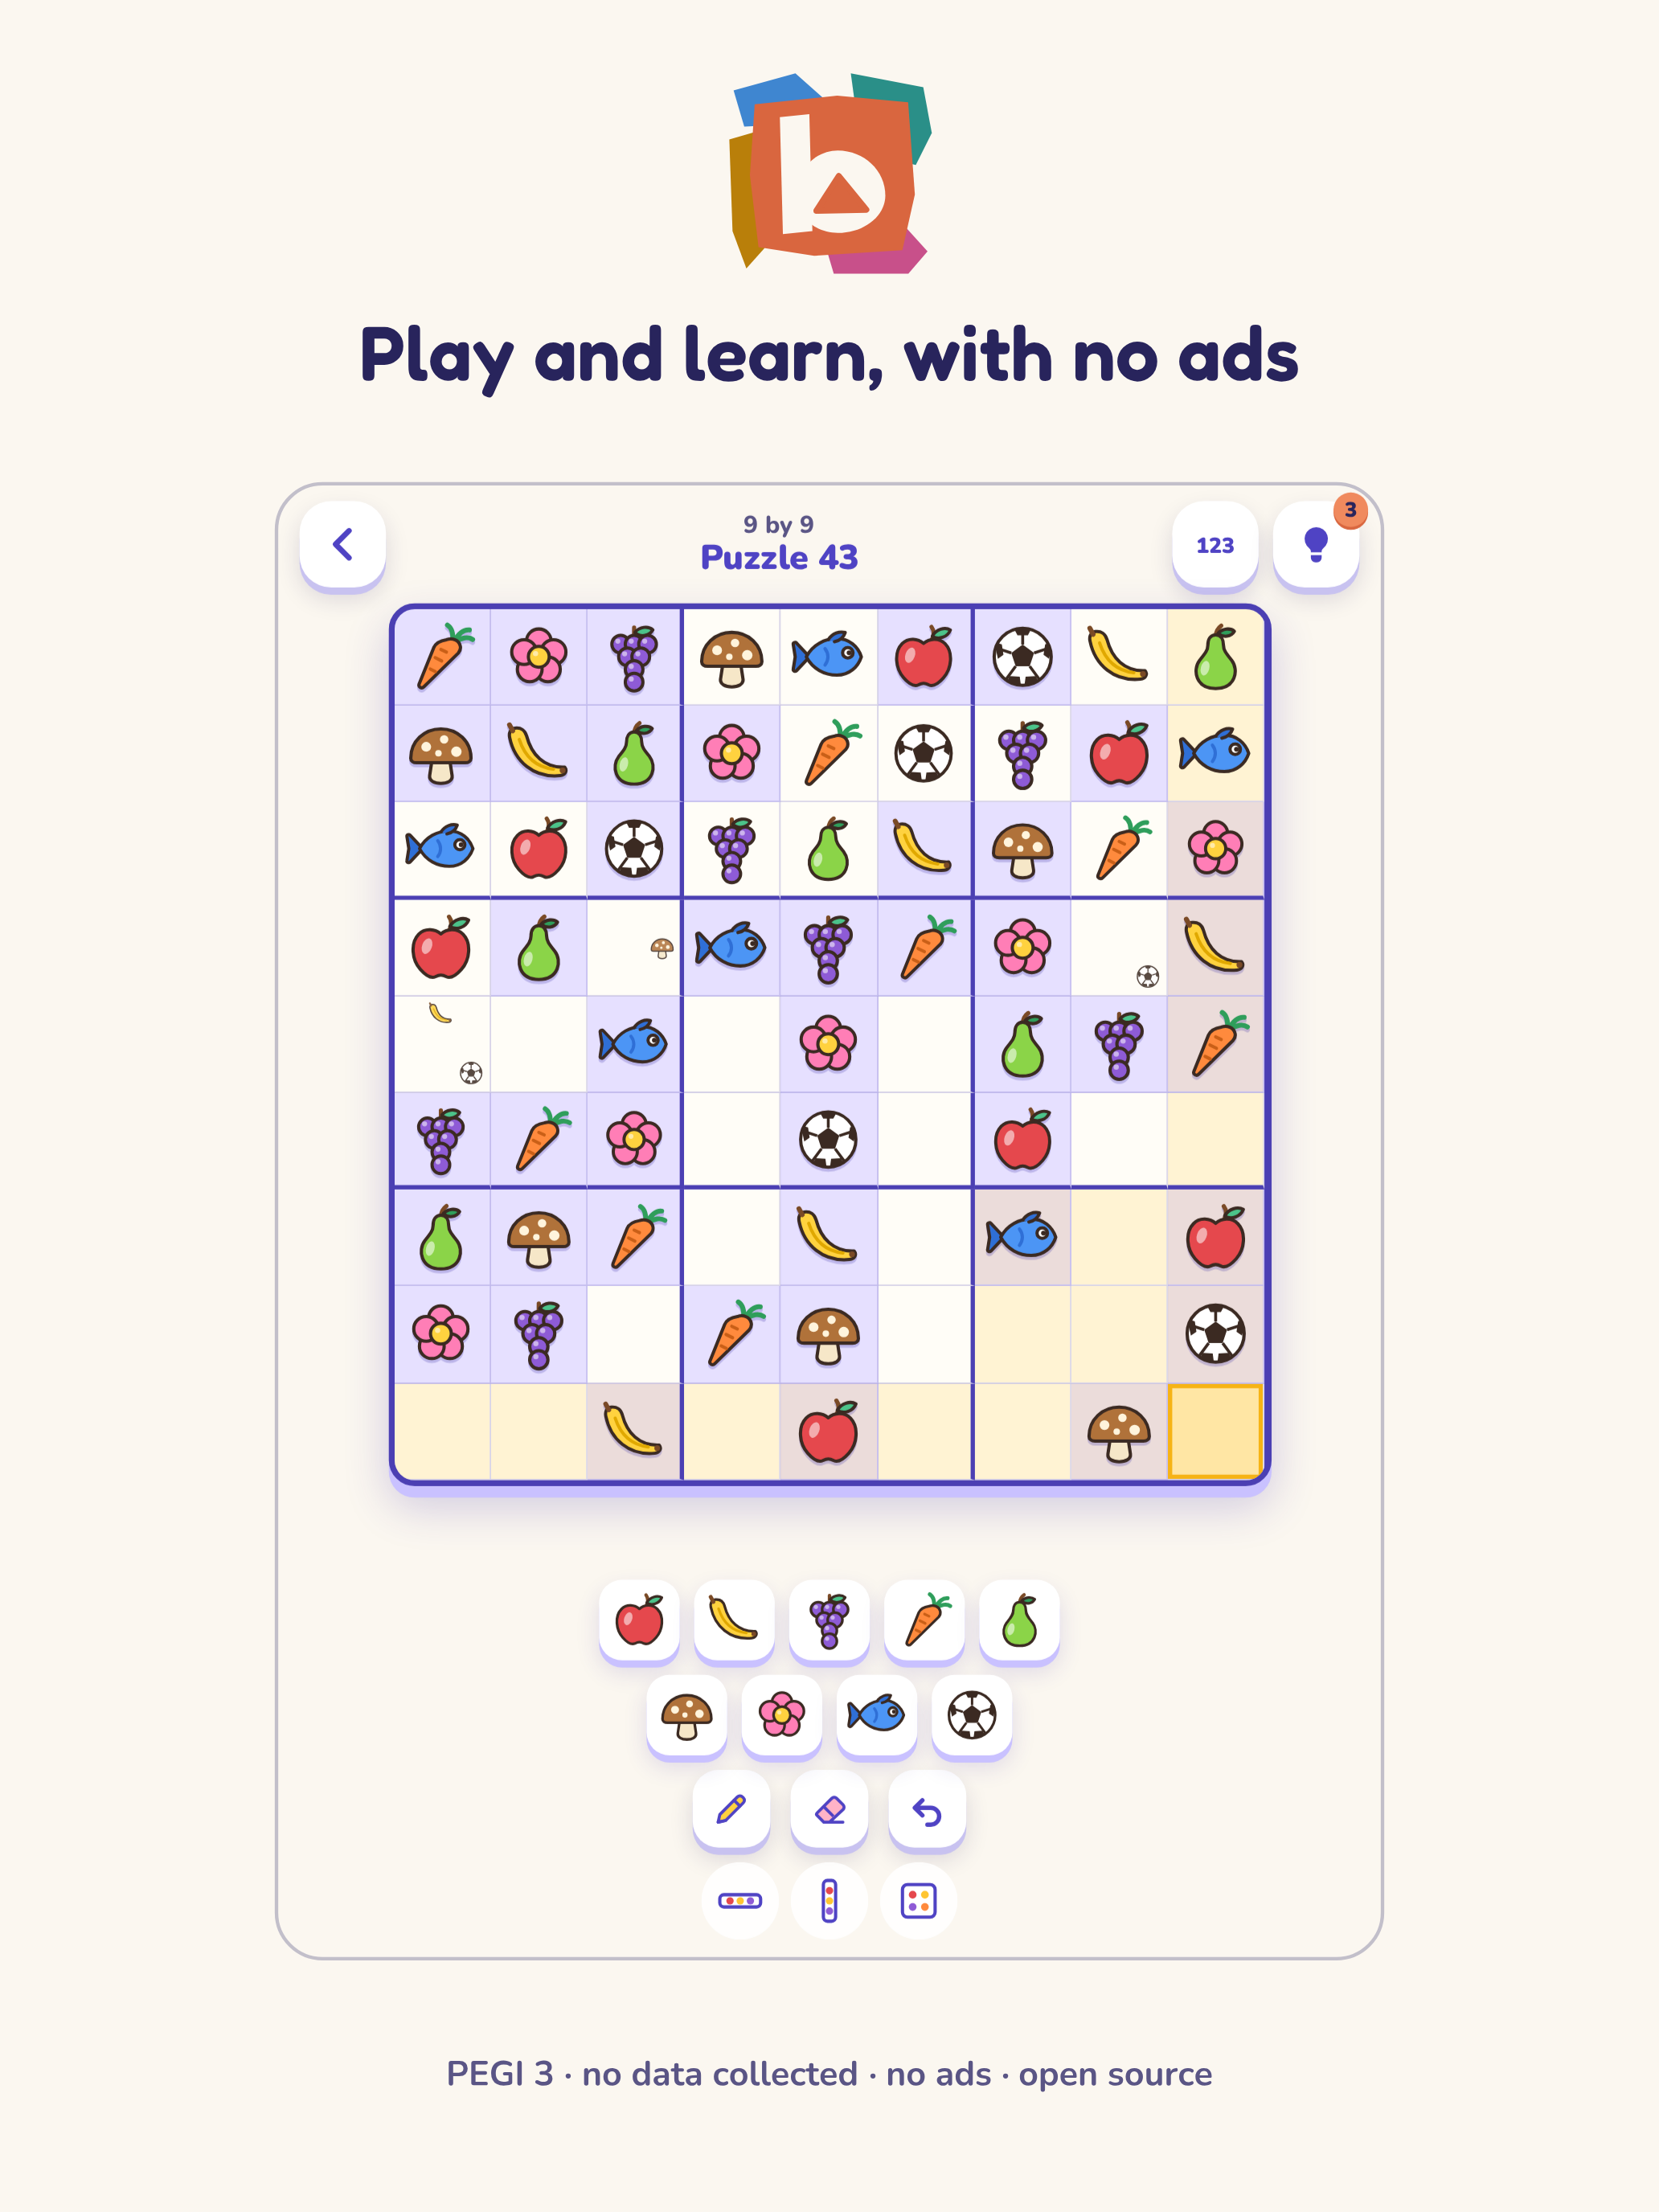 b
Play and learn, with no ads
3
9 by 9
Puzzle 43
123
PEGI 3 · no data collected · no ads · open source